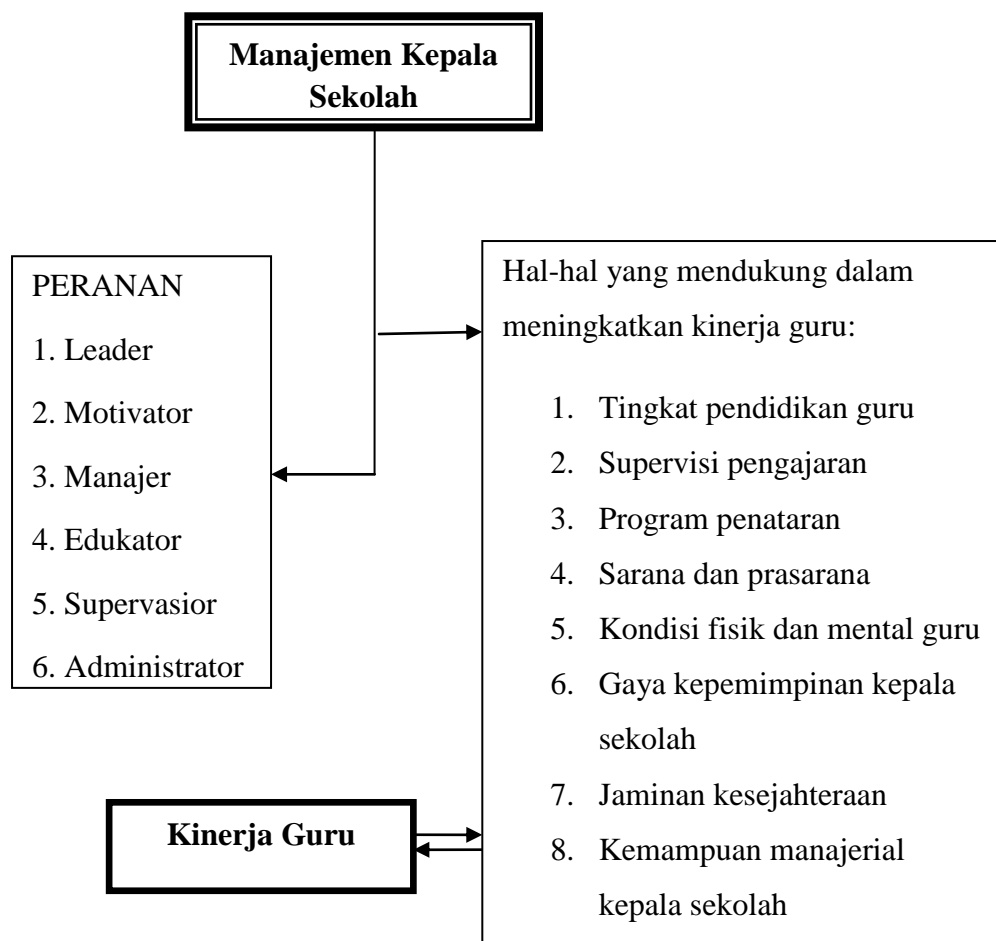 Manajemen Kepala
Sekolah
PERANAN
1. Leader
2. Motivator
3. Manajer
4. Edukator
5. Supervasior
6. Administrator
Hal-hal yang mendukung dalam
meningkatkan kinerja guru:
1. Tingkat pendidikan guru
2. Supervisi pengajaran
3. Program penataran
4. Sarana dan prasarana
5. Kondisi fisik dan mental guru
6. Gaya kepemimpinan kepala
sekolah
7. Jaminan kesejahteraan
8. Kemampuan manajerial
kepala sekolah
Kinerja Guru